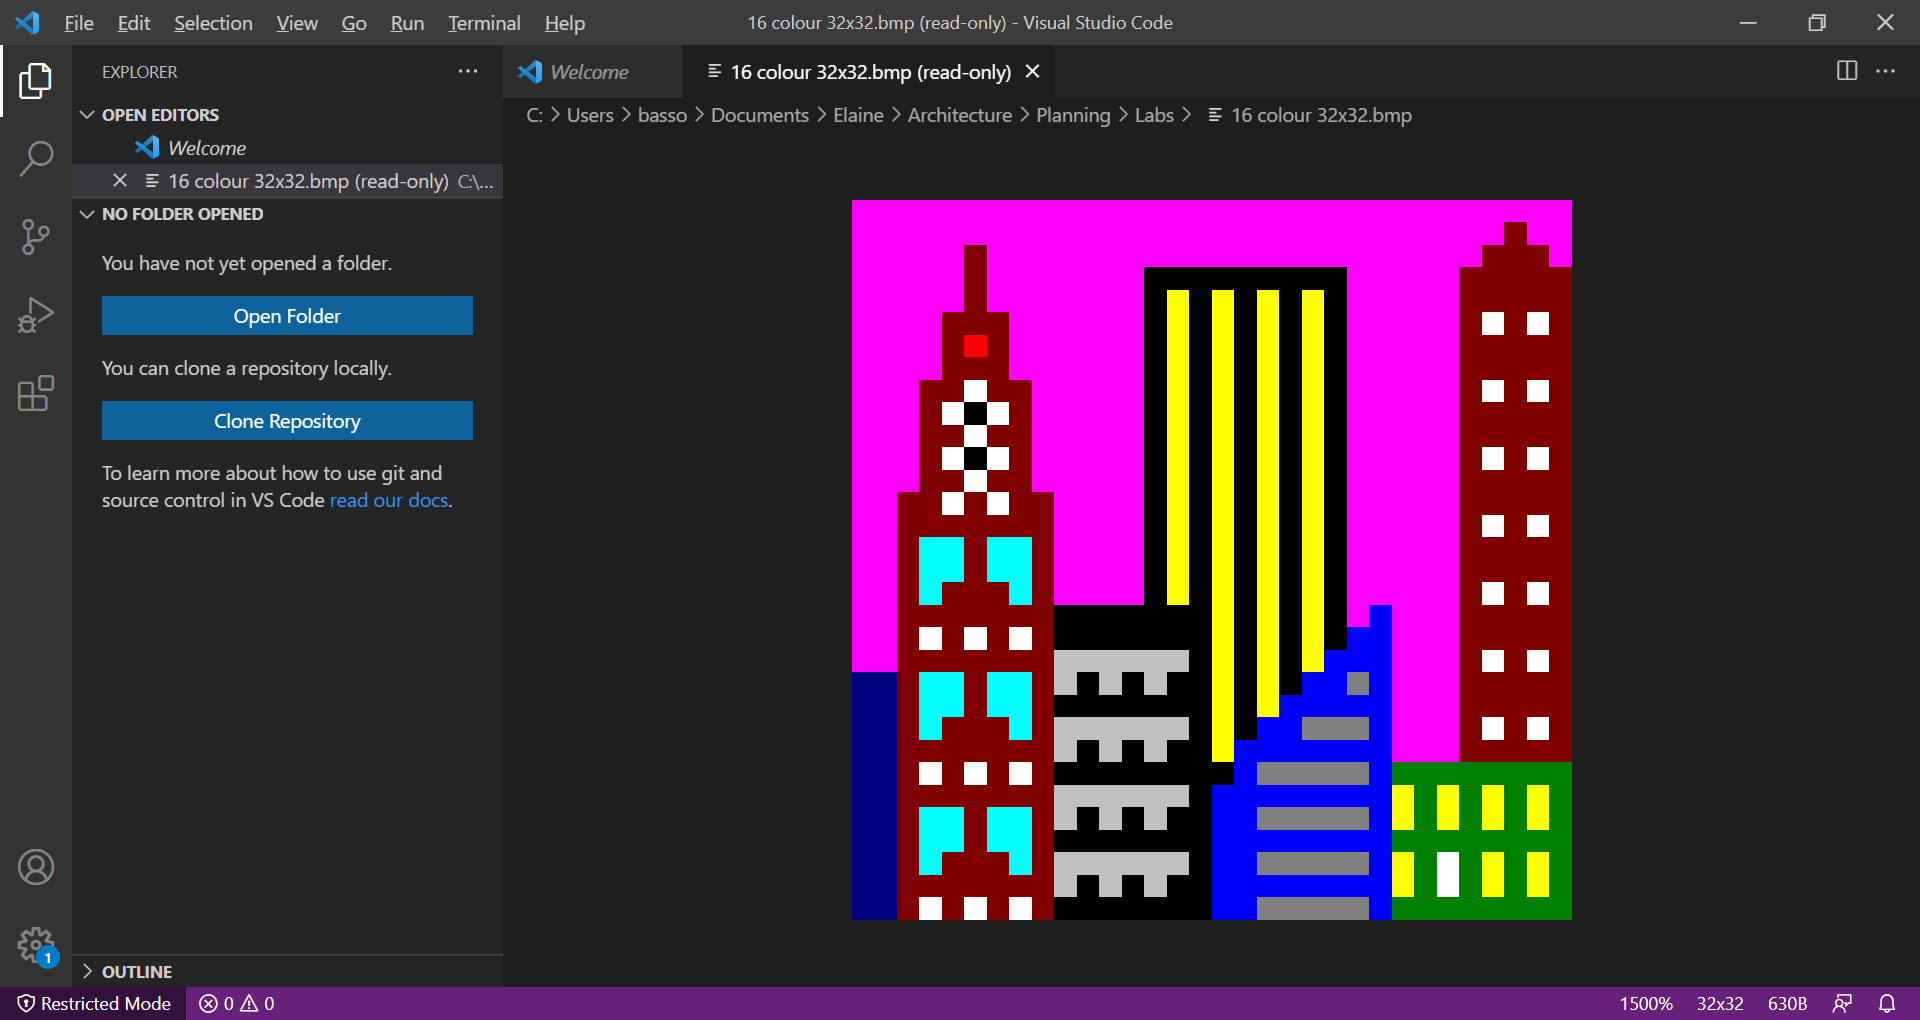 File Edit Selection View Go Run Terminal Help
16 colour 32x32.bmp (read-only) - Visual Studio Code
EXPLORER
OPEN EDITORS
Welcome
16 colour 32x32.bmp (read-only) C:\...
NO FOLDER OPENED
You have not yet opened a folder.
Open Folder
You can clone a repository locally.
Clone Repository
To learn more about how to use git and
source control in VS Code read our docs.
OUTLINE
Welcome
16 colour 32x32.bmp (read-only)
C: > Users > basso > Documents > Elaine > Architecture > Planning > Labs > 16 colour 32x32.bmp
1
Restricted Mode 0 0
1500% 32x32 630B